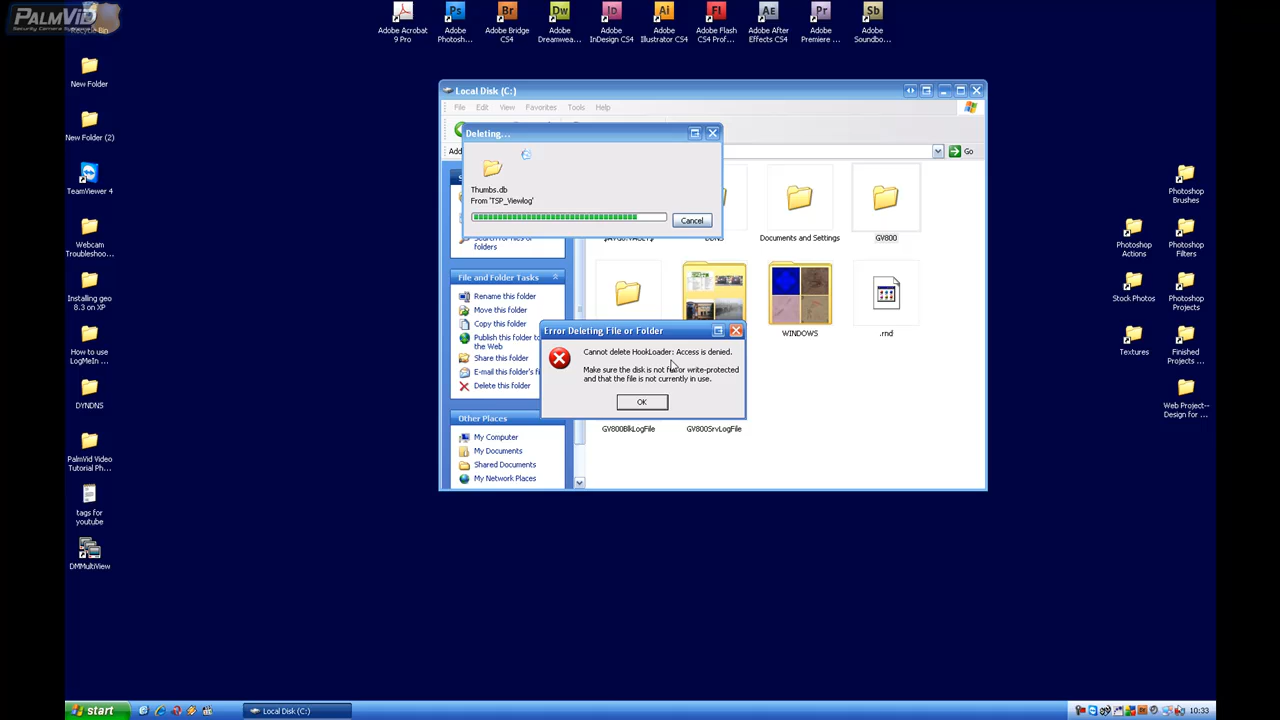 PALMVID
Security Camera Systems
Recycle Bin
New Folder
New Folder (2)
TeamViewer 4
Webcam
Troubleshoo...
Installing geo
8.3 on XP
How to use
LogMeIn ...
DYNDNS
PalmVid Video
Tutorial Ph...
tags for
youtube
DMMultiView
Adobe Acrobat
9 Pro
Adobe
Photosh...
Adobe Bridge
CS4
Adobe
Dreamwea...
Adobe
InDesign CS4
Adobe
Illustrator CS4
Adobe Flash
CS4 Prof...
Adobe After
Effects CS4
Adobe
Premiere ...
Adobe
Soundbo...
Local Disk (C:)
File Edit View Favorites Tools Help
Add
Go
Deleting...
Thumbs.db
From 'TSP_Viewlog'
Cancel
Search for files or
folders
DDNS
Documents and Settings
GV800
File and Folder Tasks
Rename this folder
Move this folder
Copy this folder
Publish this folder to
the Web
Share this folder
E-mail this folder's fi
Delete this folder
WINDOWS
.rnd
Error Deleting File or Folder
Cannot delete HookLoader: Access is denied.
Make sure the disk is not full or write-protected
and that the file is not currently in use.
OK
GV800BlkLogFile
GV800SrvLogFile
Other Places
My Computer
My Documents
Shared Documents
My Network Places
Photoshop
Brushes
Photoshop
Actions
Photoshop
Filters
Stock Photos
Photoshop
Projects
Textures
Finished
Projects ...
Web Project--
Design for ...
start
Local Disk (C:)
10:33